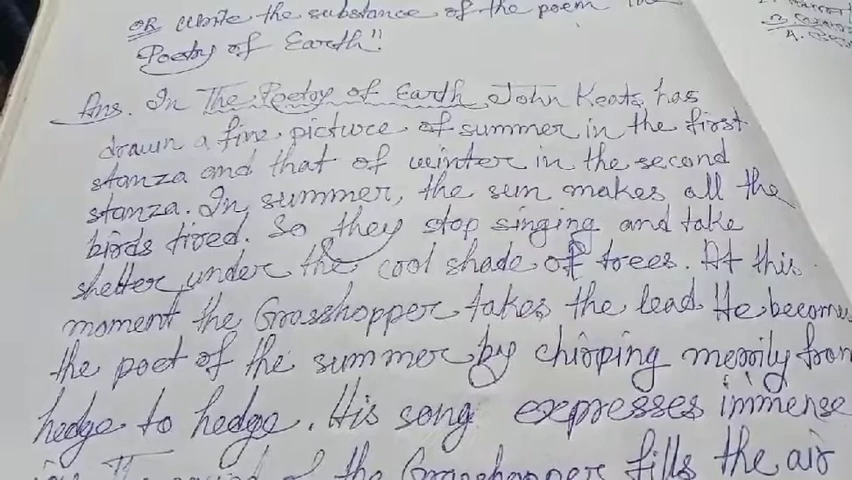 OR Write the substance of the poem The
Poetry of Earth".
Ans. In The Poetry of Earth John Keats has
drawn a fine picture of summer in the first
stanza and that of winter in the second
stanza. In summer, the sun makes all the
birds tired. So they stop singing and take
shelter under the cool shade of trees. At this
moment the Grasshopper takes the lead He becomes
the poet of the summer by chirping merrily from
hedge to hedge. His song expresses immense
of the Grasshopper fills the air